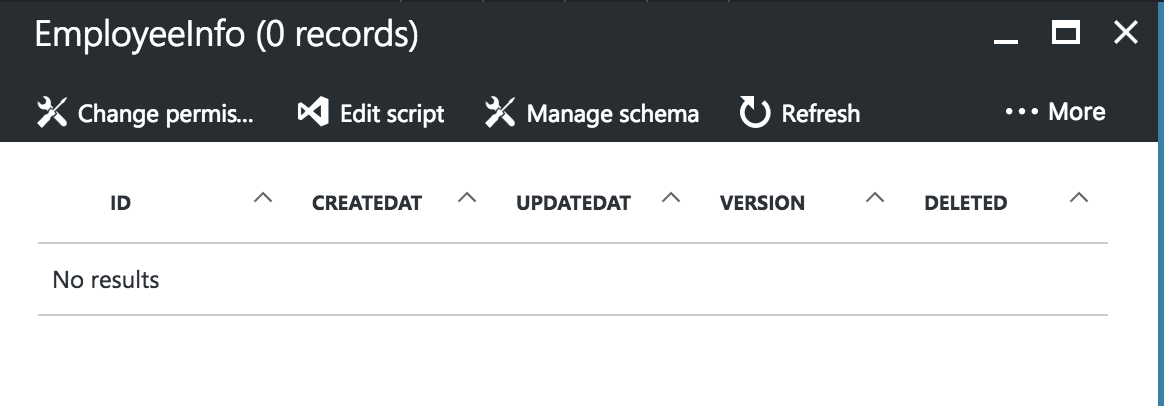 EmployeeInfo (0 records)
Change permis... Edit script Manage schema Refresh ••• More
ID CREATEDAT UPDATEDAT VERSION DELETED
No results